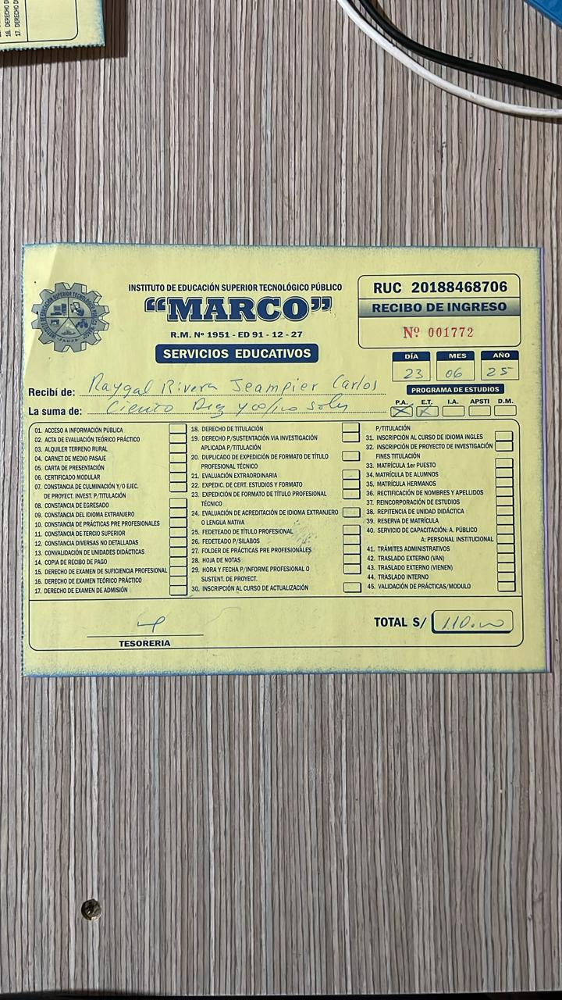 16. DERECHO D
17. DERECHO D
INSTITUTO DE EDUCACIÓN SUPERIOR TECNOLÓGICO PÚBLICO
“MARCO”
R.M. Nº 1951 - ED 91 - 12 - 27
SERVICIOS EDUCATIVOS
RUC 20188468706
RECIBO DE INGRESO
Nº 001772
DÍA MES AÑO
23 06 25
PROGRAMA DE ESTUDIOS
P.A. E.T. I.A. APSTI D.M.
X X
Recibí de: Raygal Rivera Jeampier Carlos
La suma de: Ciento Diez y 00/100 soles
01. ACCESO A INFORMACIÓN PÚBLICA
02. ACTA DE EVALUACIÓN TEÓRICO PRÁCTICO
03. ALQUILER TERRENO RURAL
04. CARNET DE MEDIO PASAJE
05. CARTA DE PRESENTACIÓN
06. CERTIFICADO MODULAR
07. CONSTANCIA DE CULMINACIÓN Y/O EJEC.
DE PROYECT. INVEST. P/TITULACIÓN
08. CONSTANCIA DE EGRESADO
09. CONSTANCIA DEL IDIOMA EXTRANJERO
10. CONSTANCIA DE PRÁCTICAS PRE PROFESIONALES
11. CONSTANCIA DE TERCIO SUPERIOR
12. CONSTANCIA DIVERSAS NO DETALLADAS
13. CONVALIDACIÓN DE UNIDADES DIDÁCTICAS
14. COPIA DE RECIBO DE PAGO
15. DERECHO DE EXAMEN DE SUFICIENCIA PROFESIONAL
16. DERECHO DE EXAMEN TEÓRICO PRÁCTICO
17. DERECHO DE EXAMEN DE ADMISIÓN
18. DERECHO DE TITULACIÓN
19. DERECHO P/SUSTENTACIÓN VIA INVESTIGACIÓN
APLICADA P/TITULACIÓN
20. DUPLICADO DE EXPEDICIÓN DE FORMATO DE TÍTULO
PROFESIONAL TÉCNICO
21. EVALUACIÓN EXTRAORDINARIA
22. EXPEDIC. DE CERT. ESTUDIOS Y FORMATO
23. EXPEDICIÓN DE FORMATO DE TÍTULO PROFESIONAL
TÉCNICO
24. EVALUACIÓN DE ACREDITACIÓN DE IDIOMA EXTRANJERO
O LENGUA NATIVA
25. FEDETEADO DE TÍTULO PROFESIONAL
26. FEDETEADO P/SILABOS
27. FOLDER DE PRÁCTICAS PRE PROFESIONALES
28. HOJA DE NOTAS
29. HORA Y FECHA P/INFORME PROFESIONAL O
SUSTENT. DE PROYECT.
30. INSCRIPCIÓN AL CURSO DE ACTUALIZACIÓN
P/TITULACIÓN
31. INSCRIPCIÓN AL CURSO DE IDIOMA INGLES
32. INSCRIPCIÓN DE PROYECTO DE INVESTIGACIÓN
FINES TITULACIÓN
33. MATRÍCULA 1er PUESTO
34. MATRÍCULA DE ALUMNOS
35. MATRÍCULA HERMANOS
36. RECTIFICACIÓN DE NOMBRES Y APELLIDOS
37. REINCORPORACIÓN DE ESTUDIOS
38. REPITENCIA DE UNIDAD DIDÁCTICA
39. RESERVA DE MATRÍCULA
40. SERVICIO DE CAPACITACIÓN: A. PÚBLICO
A: PERSONAL INSTITUCIONAL
41. TRÁMITES ADMINISTRATIVOS
42. TRASLADO EXTERNO (VAN)
43. TRASLADO EXTERNO (VIENEN)
44. TRASLADO INTERNO
45. VALIDACIÓN DE PRÁCTICAS/MODULO
TESORERIA
TOTAL S/ 110.00